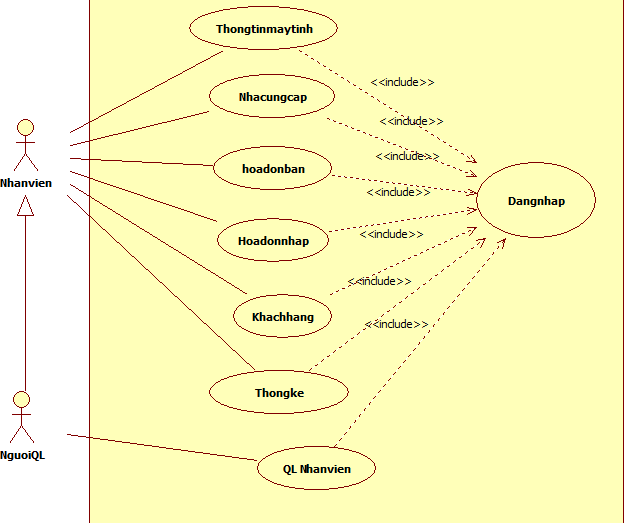 Thongtinmaytinh
<<include>>
Nhacungcap
<<include>>
Nhanvien
hoadonban
<<include>>
<<include>>
Dangnhap
Hoadonnhap
<<include>>
<<include>>
Khachhang
<<include>>
Thongke
NguoiQL
QL Nhanvien